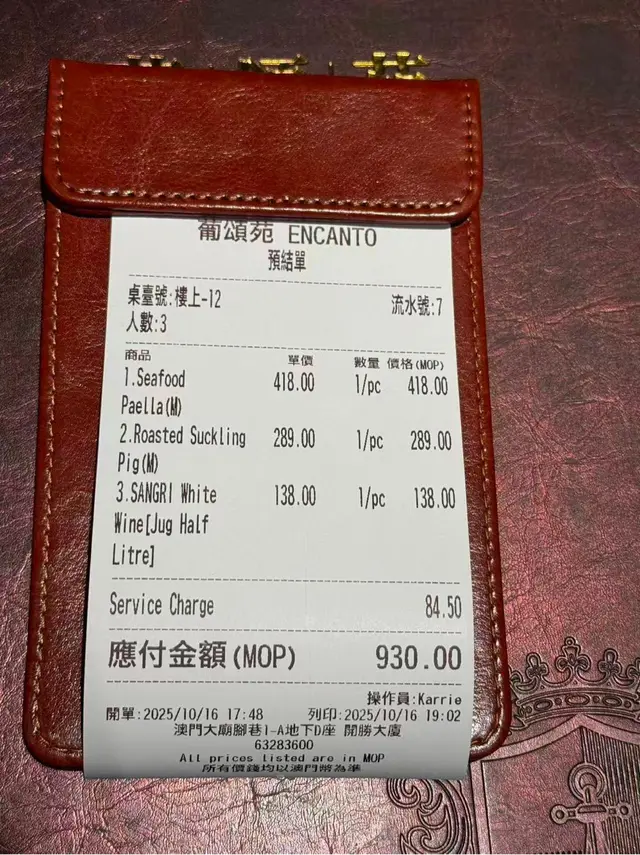 葡頌苑 ENCANTO
預結單
桌臺號:樓上-12 流水號:7
人數:3
商品 單價 數量 價格(MOP)
1.Seafood 418.00 1/pc 418.00
Paella(M)
2.Roasted Suckling 289.00 1/pc 289.00
Pig(M)
3.SANGRI White 138.00 1/pc 138.00
Wine[Jug Half
Litre]
Service Charge 84.50
應付金額(MOP) 930.00
操作員:Karrie
開單:2025/10/16 17:48 列印:2025/10/16 19:02
澳門大廟腳巷1-A地下D座 開勝大廈
63283600
All prices listed are in MOP
所有價錢均以澳門幣為準